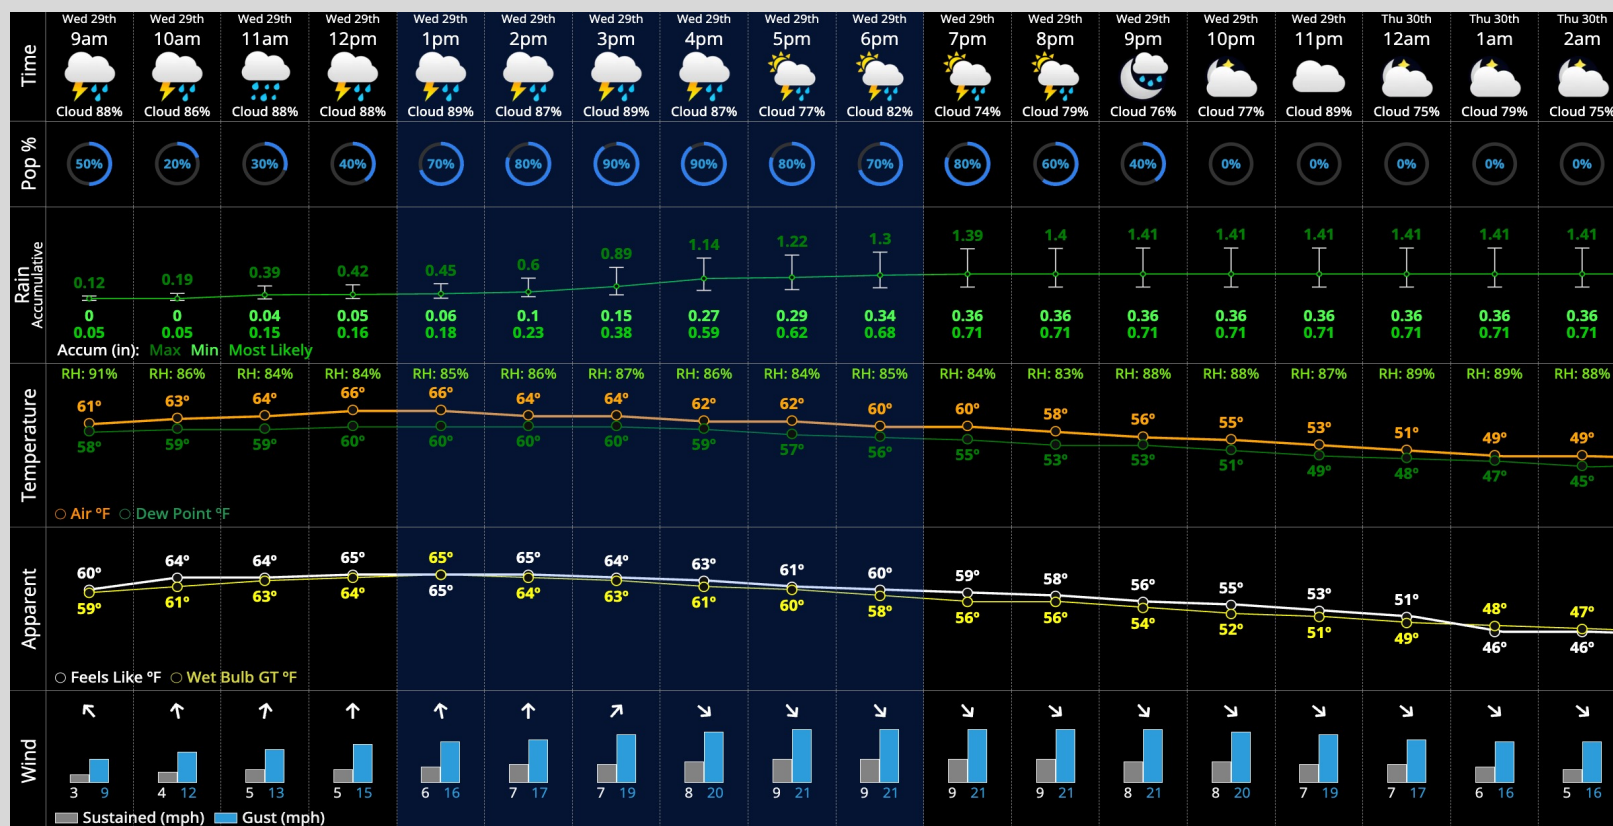 Wed 29th Wed 29th Wed 29th Wed 29th Wed 29th Wed 29th Wed 29th Wed 29th Wed 29th Wed 29th Wed 29th Wed 29th Wed 29th Wed 29th Wed 29th Thu 30th Thu 30th Thu 30th
Time 9am 10am 11am 12pm 1pm 2pm 3pm 4pm 5pm 6pm 7pm 8pm 9pm 10pm 11pm 12am 1am 2am
Cloud 88% Cloud 86% Cloud 88% Cloud 88% Cloud 89% Cloud 87% Cloud 89% Cloud 87% Cloud 77% Cloud 82% Cloud 74% Cloud 79% Cloud 76% Cloud 77% Cloud 89% Cloud 75% Cloud 79% Cloud 75%
Pop % 50% 20% 30% 40% 70% 80% 90% 90% 80% 70% 80% 60% 40% 0% 0% 0% 0% 0%
Rain
Accumulative
0.12 0.19 0.39 0.42 0.45 0.6 0.89 1.14 1.22 1.3 1.39 1.4 1.41 1.41 1.41 1.41 1.41 1.41
0 0 0.04 0.05 0.06 0.1 0.15 0.27 0.29 0.34 0.36 0.36 0.36 0.36 0.36 0.36 0.36 0.36
0.05 0.05 0.15 0.16 0.18 0.23 0.38 0.59 0.62 0.68 0.71 0.71 0.71 0.71 0.71 0.71 0.71 0.71
Accum (in): Max Min Most Likely
RH: 91% RH: 86% RH: 84% RH: 84% RH: 85% RH: 86% RH: 87% RH: 86% RH: 84% RH: 85% RH: 84% RH: 83% RH: 88% RH: 88% RH: 87% RH: 89% RH: 89% RH: 88%
Temperature
61° 63° 64° 66° 66° 64° 64° 62° 62° 60° 60° 58° 56° 55° 53° 51° 49° 49°
58° 59° 59° 60° 60° 60° 60° 59° 57° 56° 55° 53° 53° 51° 49° 48° 47° 45°
Air °F Dew Point °F
Apparent
60° 64° 64° 65° 65° 65° 64° 63° 61° 60° 59° 58° 56° 55° 53° 51° 48° 47°
59° 61° 63° 64° 65° 64° 63° 61° 60° 58° 56° 56° 54° 52° 51° 49° 46° 46°
Feels Like °F Wet Bulb GT °F
Wind
3 9 4 12 5 13 5 15 6 16 7 17 7 19 8 20 9 21 9 21 9 21 9 21 8 21 8 20 7 19 7 17 6 16 5 16
Sustained (mph) Gust (mph)